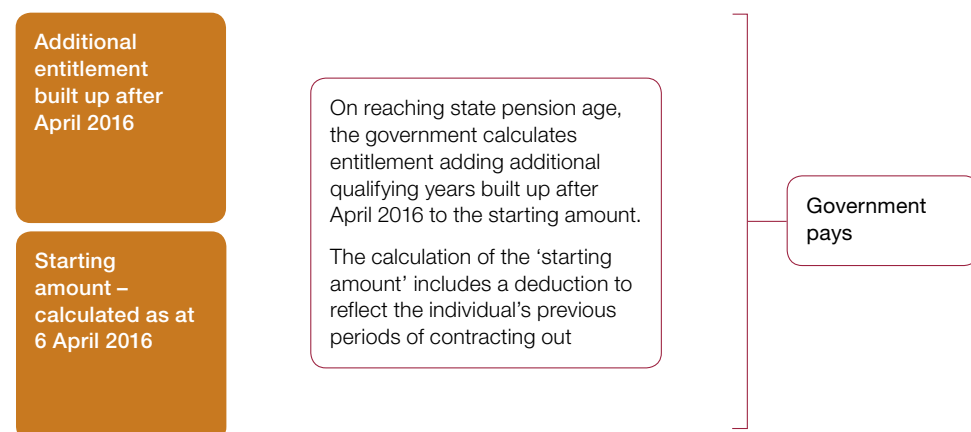 Additional
entitlement
built up after
April 2016
On reaching state pension age,
the government calculates
entitlement adding additional
qualifying years built up after
April 2016 to the starting amount.
The calculation of the ‘starting
amount’ includes a deduction to
reflect the individual’s previous
periods of contracting out
Government
pays
Starting
amount –
calculated as at
6 April 2016